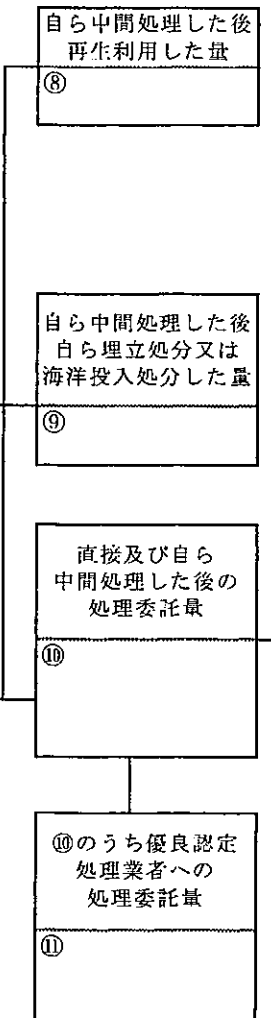 自ら中間処理した後
再生利用した量
⑧
自ら中間処理した後
自ら埋立処分又は
海洋投入処分した量
⑨
直接及び自ら
中間処理した後の
処理委託量
⑩
⑩のうち優良認定
処理業者への
処理委託量
⑪